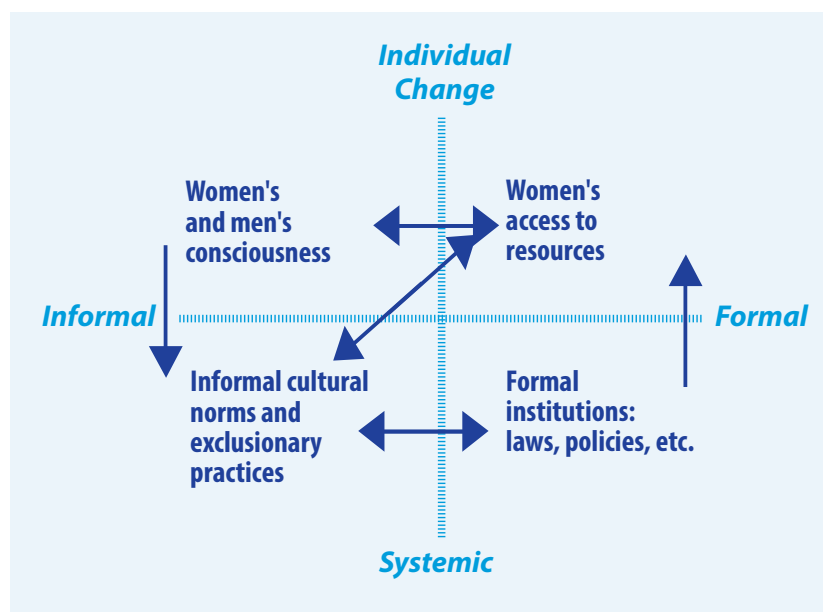 Individual
Change
Women's
and men's
consciousness
Women's
access to
resources
Informal
Formal
Informal cultural
norms and
exclusionary
practices
Formal
institutions:
laws, policies, etc.
Systemic